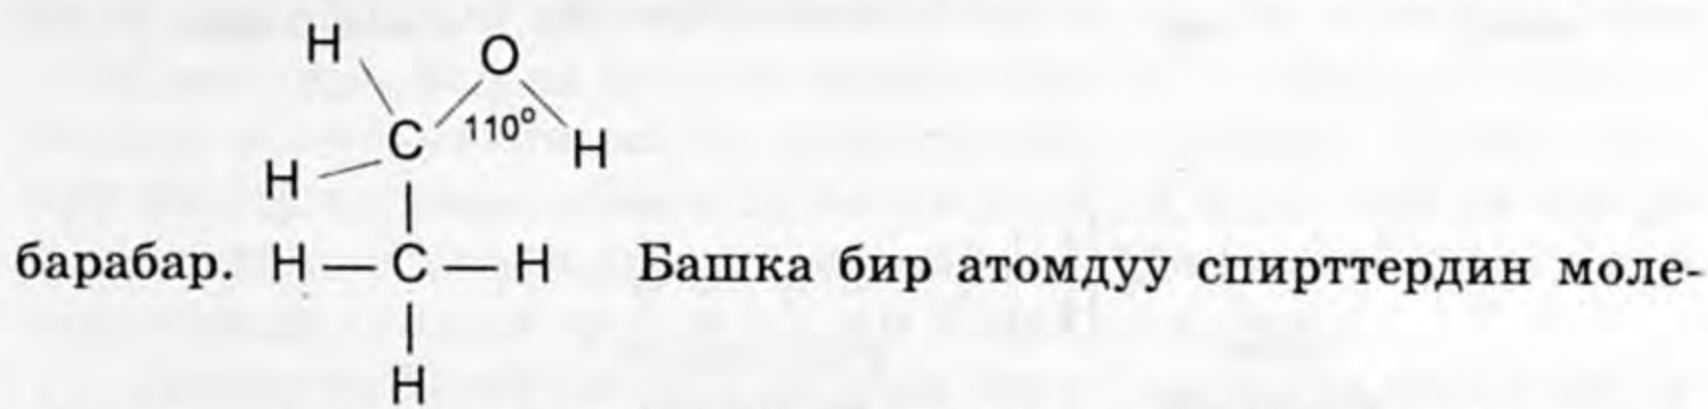 H O
C 110° H
H
барабар. H — C — H Башка бир атомдуу спирттердин моле-
H